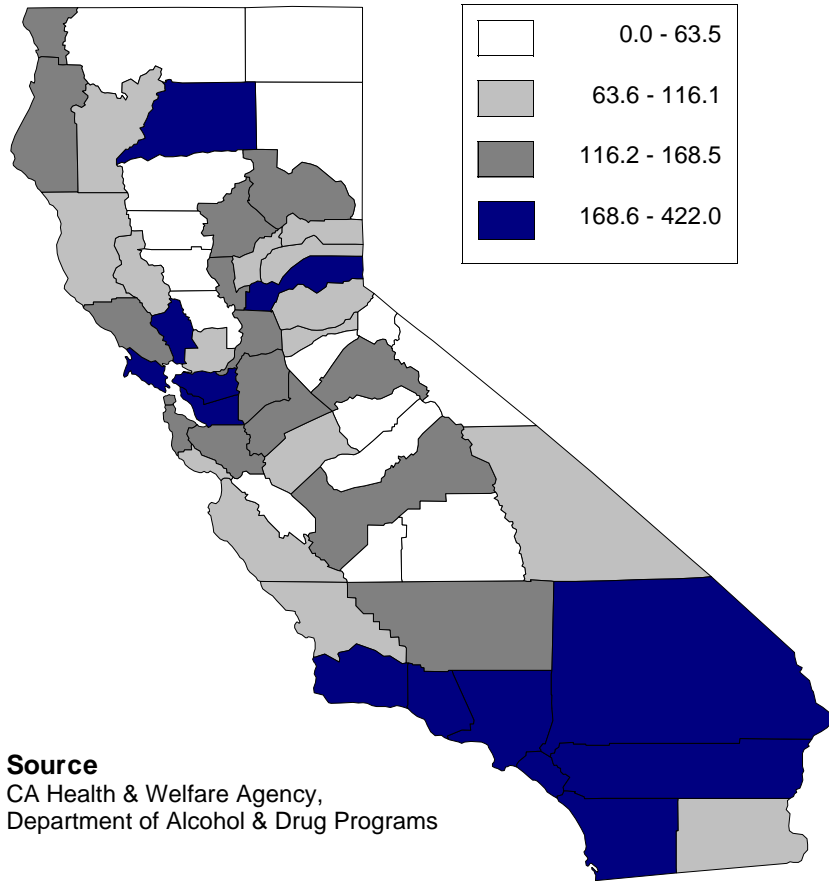 0.0 - 63.5
63.6 - 116.1
116.2 - 168.5
168.6 - 422.0
Source
CA Health & Welfare Agency,
Department of Alcohol & Drug Programs